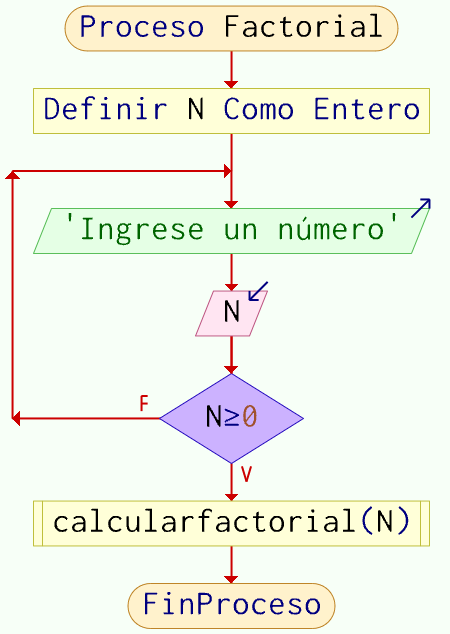 Proceso Factorial
Definir N Como Entero
'Ingrese un número'
N
F
N≥0
V
calcularfactorial(N)
FinProceso